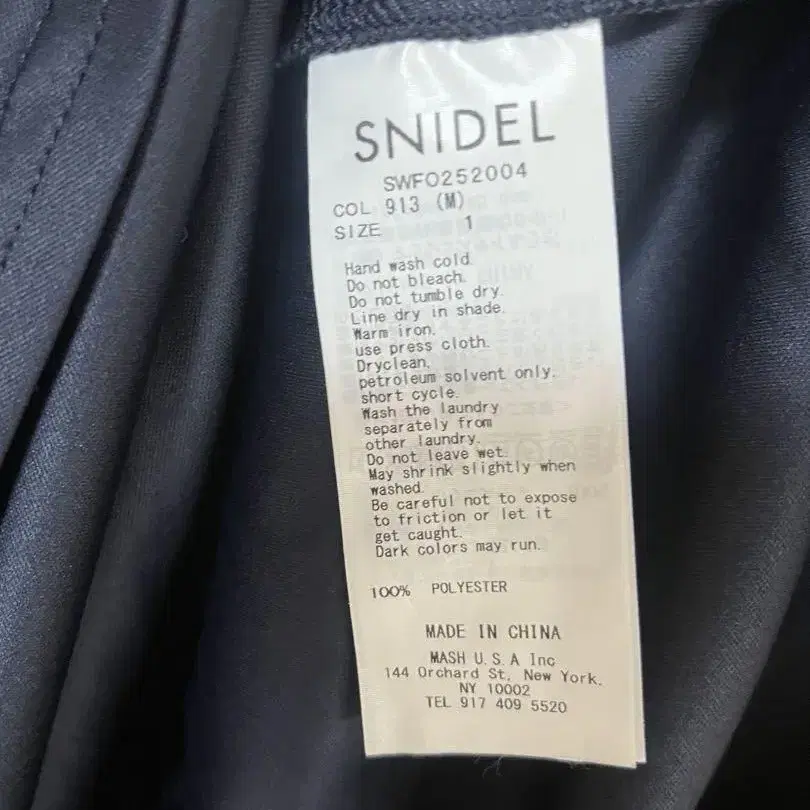 SNIDEL
SWFO252004
COL 913 (M)
SIZE 1
Hand wash cold.
Do not bleach.
Do not tumble dry.
Line dry in shade.
Warm iron.
use press cloth.
Dryclean.
petroleum solvent only.
short cycle.
Wash the laundry
separately from
other laundry.
Do not leave wet.
May shrink slightly when
washed.
Be careful not to expose
to friction or let it
get caught.
Dark colors may run.
100% POLYESTER
MADE IN CHINA
MASH U.S.A Inc
144 Orchard St, New York.
NY 10002
TEL 917 409 5520